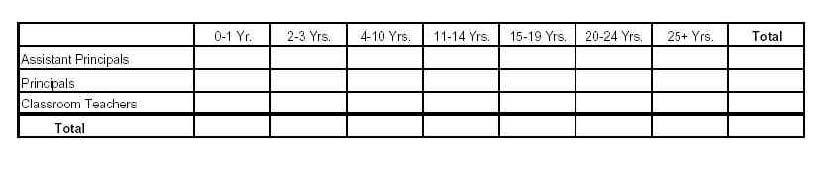 0-1 Yr. 2-3 Yrs. 4-10 Yrs. 11-14 Yrs. 15-19 Yrs. 20-24 Yrs. 25+ Yrs. Total
Assistant Principals
Principals
Classroom Teachers
Total